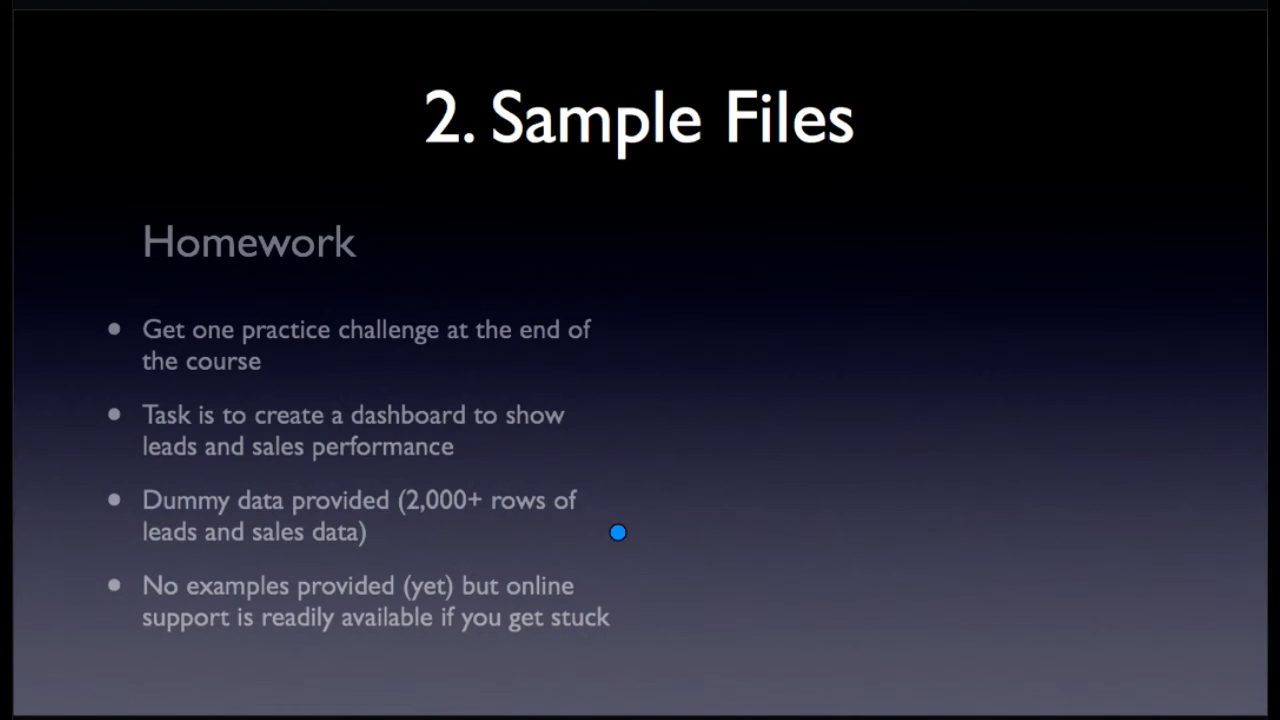 2. Sample Files
Homework
• Get one practice challenge at the end of
the course
• Task is to create a dashboard to show
leads and sales performance
• Dummy data provided (2,000+ rows of
leads and sales data)
• No examples provided (yet) but online
support is readily available if you get stuck